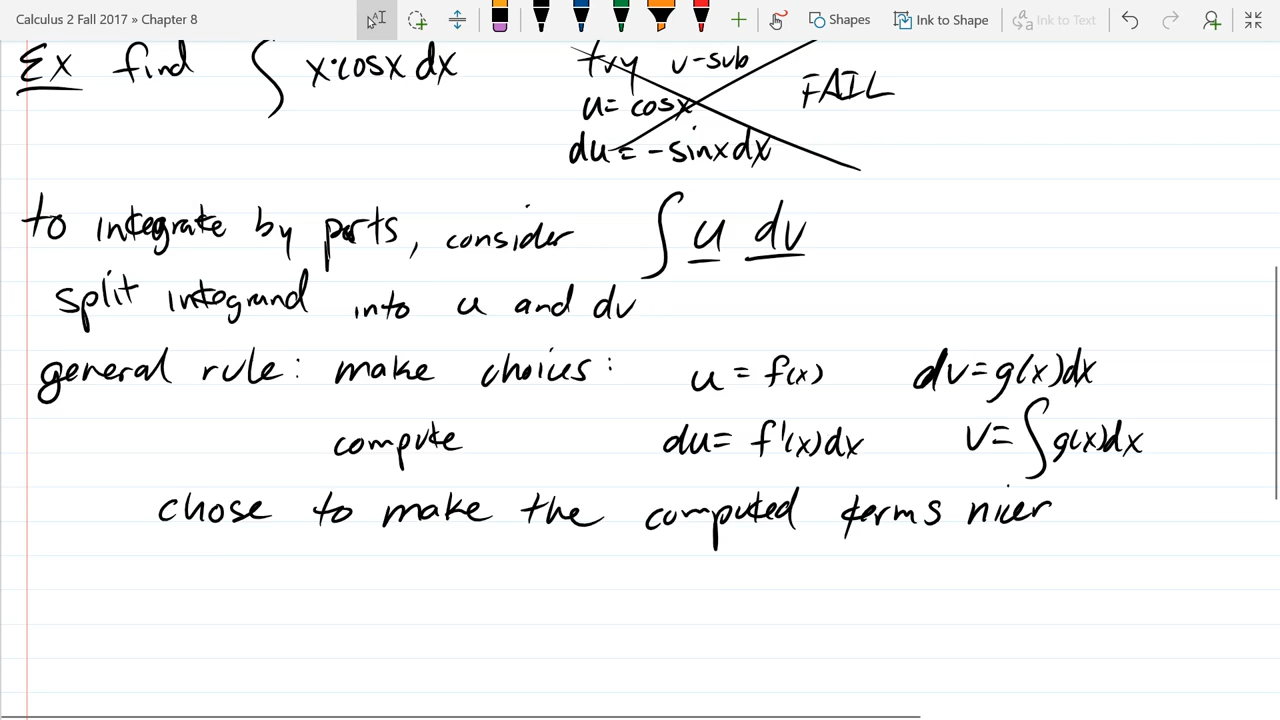 Calculus 2 Fall 2017 » Chapter 8
Shapes Ink to Shape Ink to Text
Ex find ∫ x·cosx dx
try u-sub
u = cosx
du = -sinxdx
FAIL
to integrate by parts, consider ∫ u dv
split integrand into u and dv
general rule: make choices: u = f(x) dv=g(x)dx
compute du= f'(x)dx v= ∫g(x)dx
chose to make the computed terms nicer